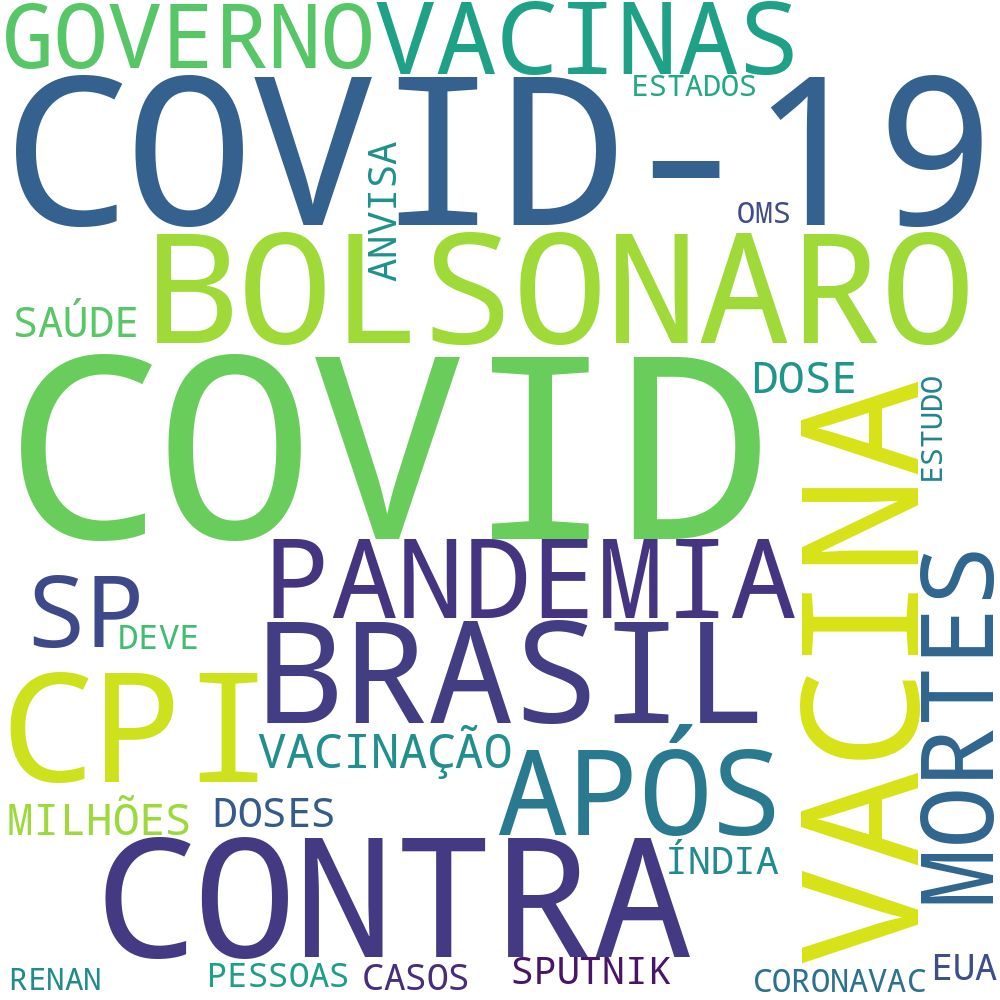 GOVERNO VACINAS
ESTADOS
COVID-19
ANVISA
OMS
BOLSONARO
SAÚDE
COVID
DOSE
VACINA
ESTUDO
PANDEMIA
MORTES
SP
DEVE
BRASIL
CPI
VACINAÇÃO
APÓS
MILHÕES
DOSES
CONTRA
ÍNDIA
RENAN
PESSOAS
CASOS
SPUTNIK
CORONAVAC
EUA